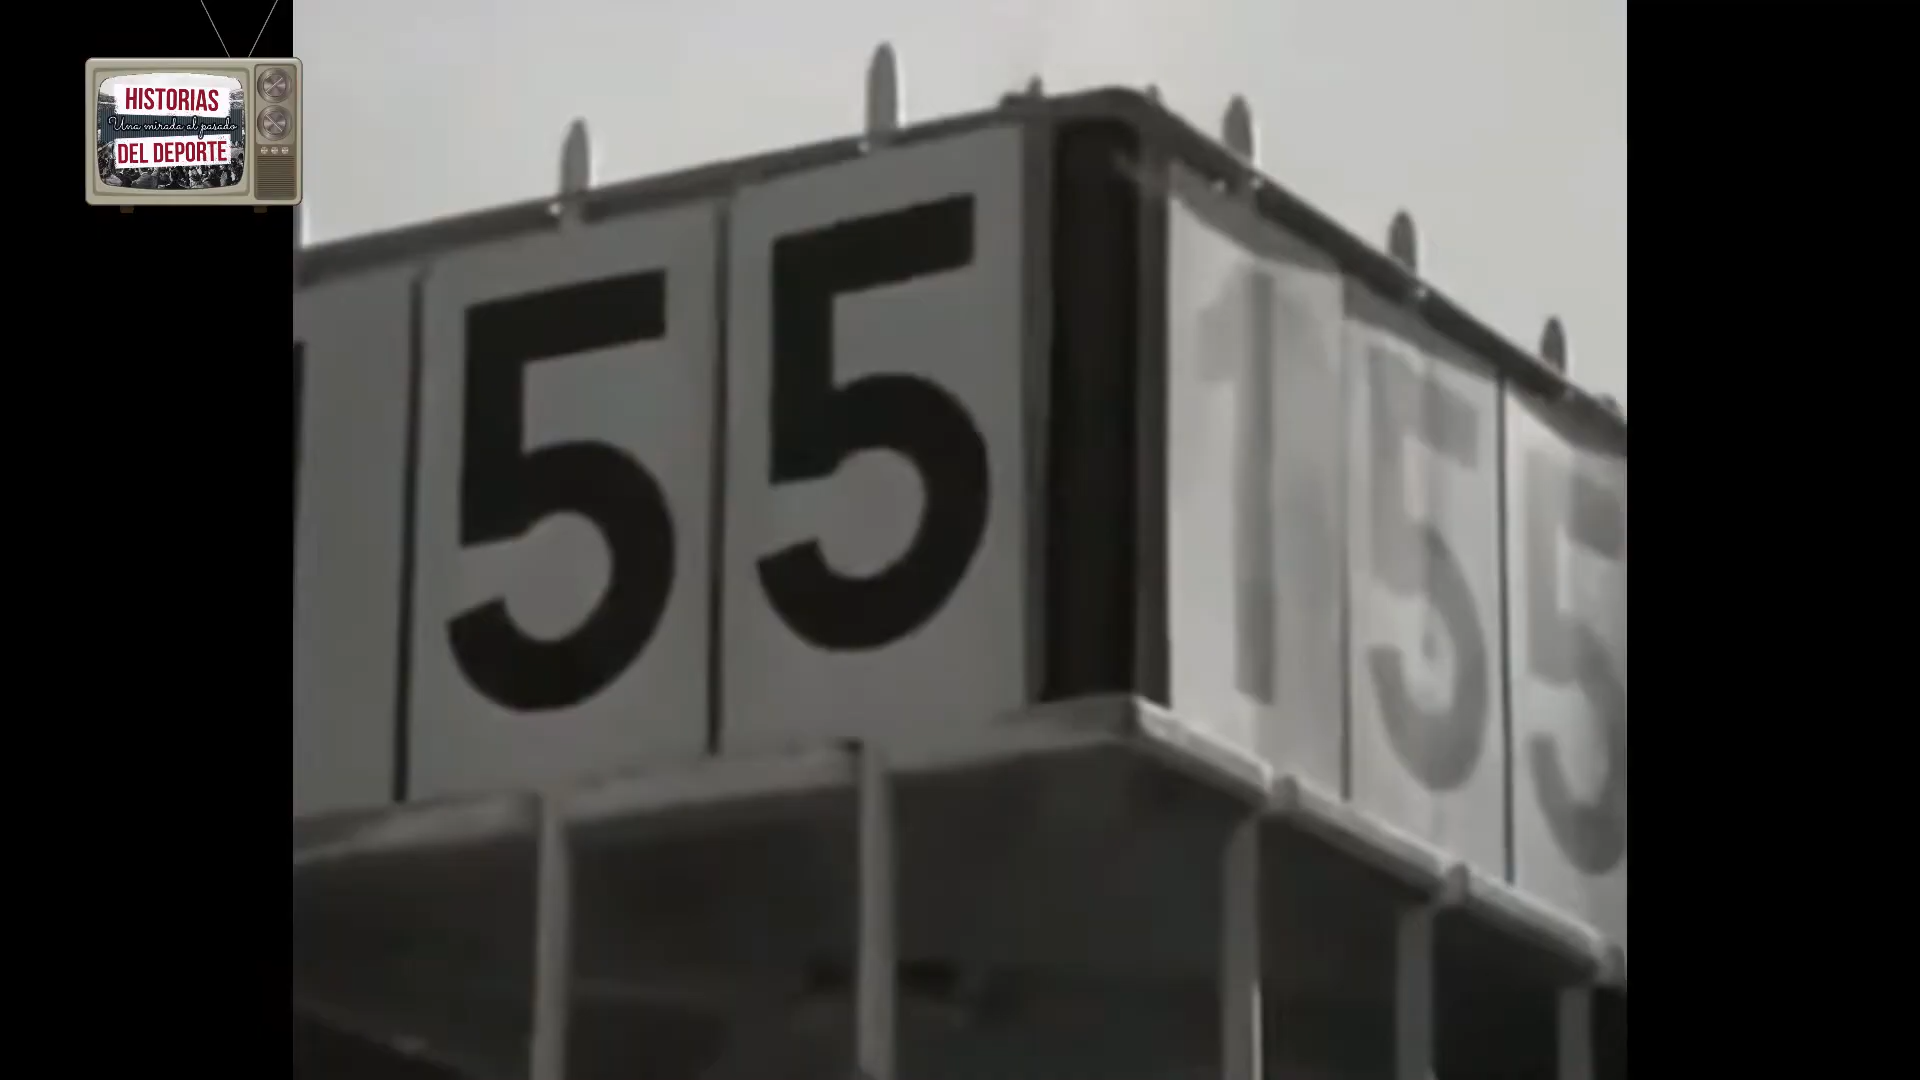 HISTORIAS
Una mirada al pasado
DEL DEPORTE
55
155